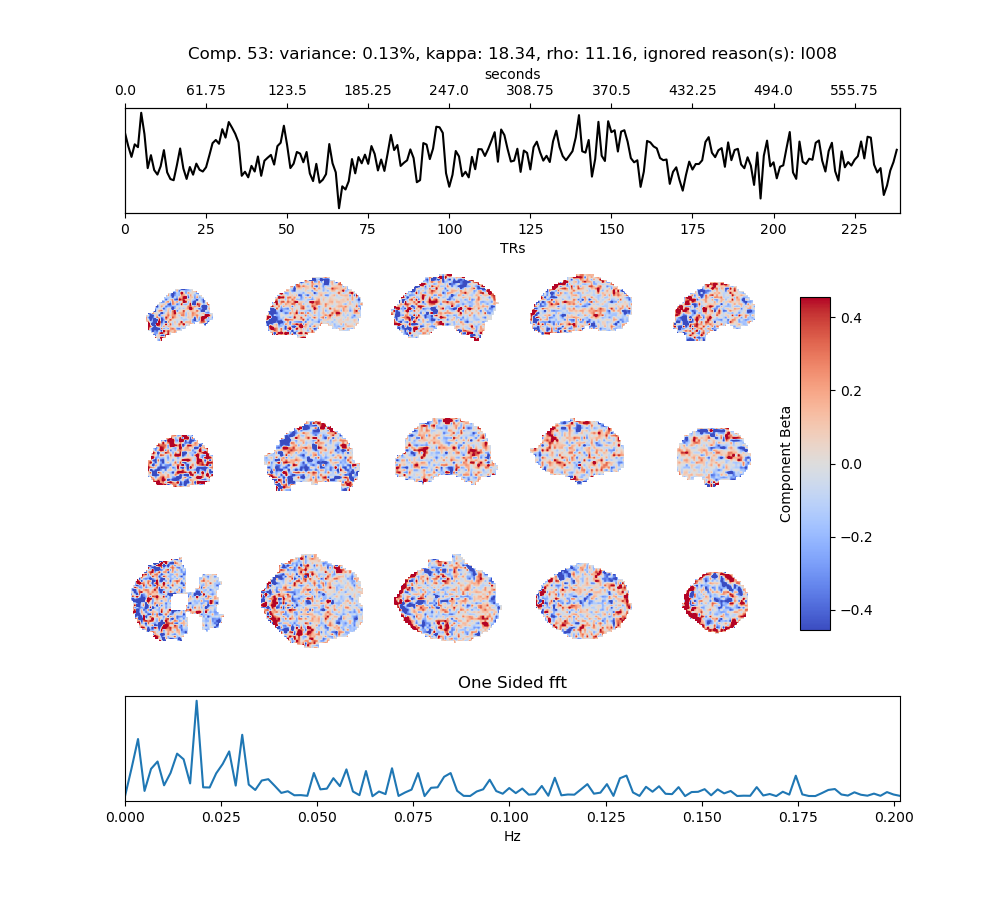 Comp. 53: variance: 0.13%, kappa: 18.34, rho: 11.16, ignored reason(s): I008
seconds
0.0 61.75 123.5 185.25 247.0 308.75 370.5 432.25 494.0 555.75
0 25 50 75 100 125 150 175 200 225
TRs
0.4
0.2
0.0
−0.2
−0.4
Component Beta
One Sided fft
0.000 0.025 0.050 0.075 0.100 0.125 0.150 0.175 0.200
Hz